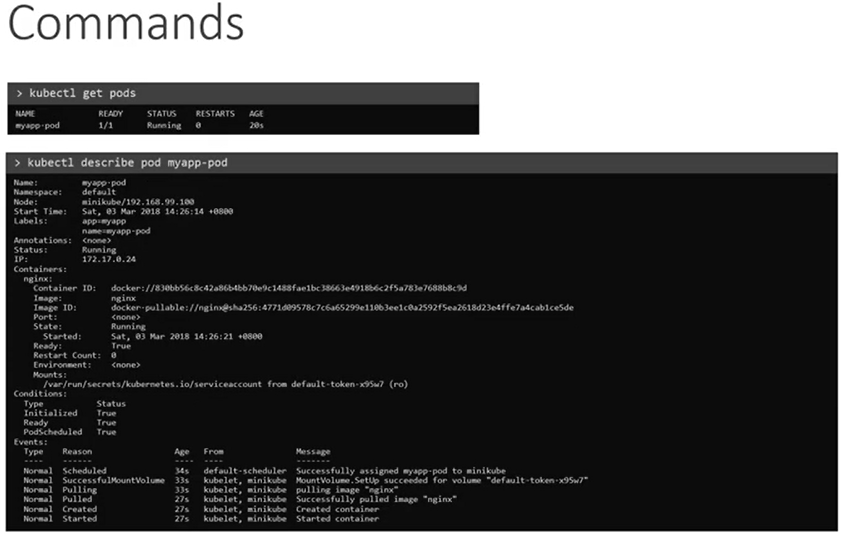 Commands
> kubectl get pods
NAME READY STATUS RESTARTS AGE
myapp-pod 1/1 Running 0 20s
> kubectl describe pod myapp-pod
Name: myapp-pod
Namespace: default
Node: minikube/192.168.99.100
Start Time: Sat, 03 Mar 2018 14:26:14 +0800
Labels: app=myapp
name=myapp-pod
Annotations: <none>
Status: Running
IP: 172.17.0.24
Containers:
nginx:
Container ID: docker://830bb56c8c42a86b4bb70e9c1488fae1bc38663e4918b6c2f5a783e7688b8c9d
Image: nginx
Image ID: docker-pullable://nginx@sha256:4771d09578c7c6a65299e110b3ee1c0a2592f5ea2618d23e4ffe7a4cab1ce5de
Port: <none>
State: Running
Started: Sat, 03 Mar 2018 14:26:21 +0800
Ready: True
Restart Count: 0
Environment: <none>
Mounts:
/var/run/secrets/kubernetes.io/serviceaccount from default-token-x95w7 (ro)
Conditions:
Type Status
Initialized True
Ready True
PodScheduled True
Events:
Type Reason Age From Message
---- ------ ---- ---- -------
Normal Scheduled 34s default-scheduler Successfully assigned myapp-pod to minikube
Normal SuccessfulMountVolume 33s kubelet, minikube MountVolume.SetUp succeeded for volume "default-token-x95w7"
Normal Pulling 33s kubelet, minikube pulling image "nginx"
Normal Pulled 27s kubelet, minikube Successfully pulled image "nginx"
Normal Created 27s kubelet, minikube Created container
Normal Started 27s kubelet, minikube Started container